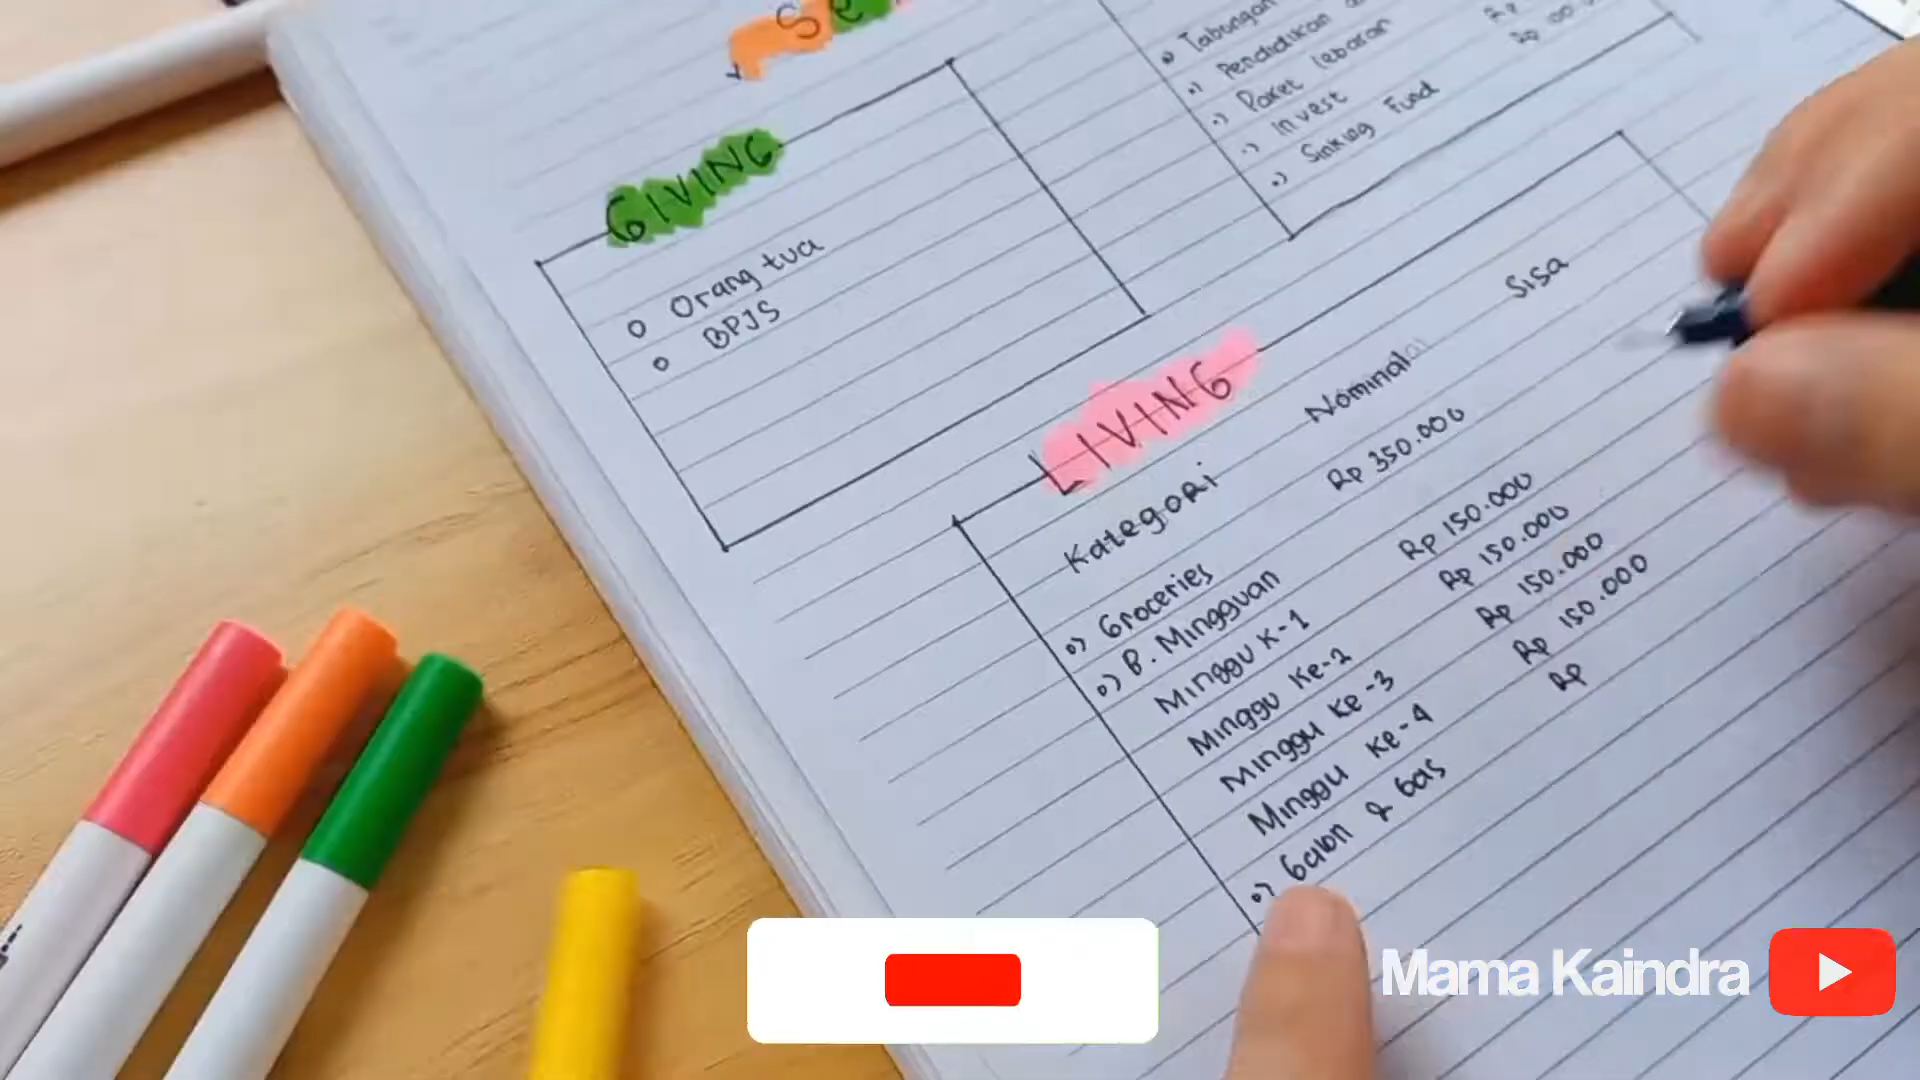 o) Tabungan
o) Pendidikan
o) Paket lebaran
o) Invest
o) Sinking Fund
GIVING
o Orang tua
o BPJS
LIVING
Kategori Nominal Sisa
o) Groceries Rp 350.000
o) B. Mingguan
Minggu K-1 Rp 150.000
Minggu Ke-2 Rp 150.000
Minggu Ke-3 Rp 150.000
Minggu Ke-4 Rp 150.000
o) Galon & Gas Rp
Mama Kaindra